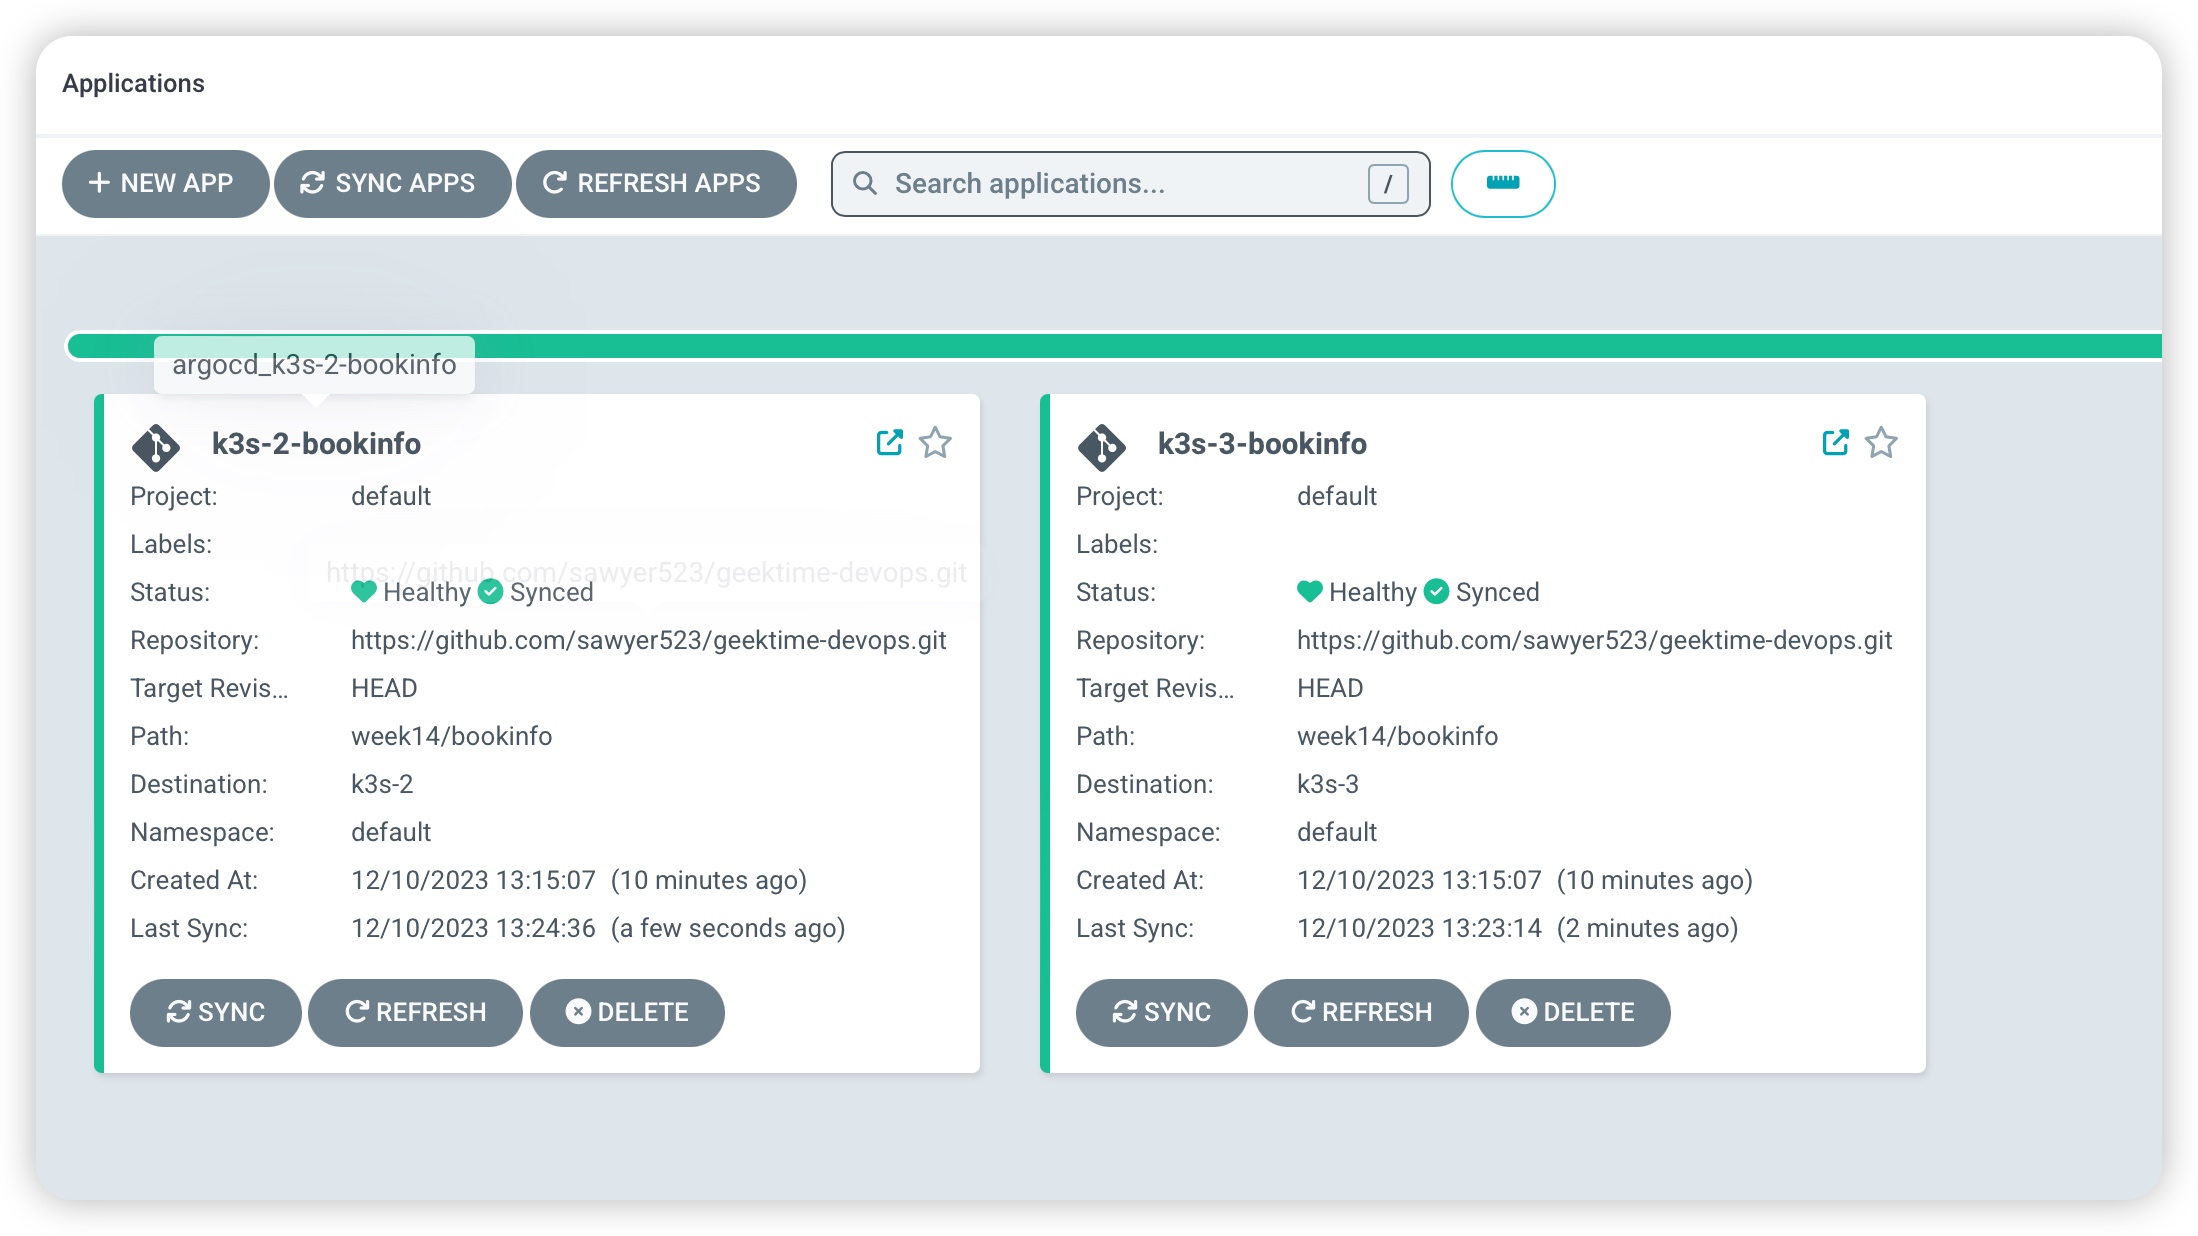 Applications
NEW APP
SYNC APPS
REFRESH APPS
Search applications...
/
argocd_k3s-2-bookinfo
k3s-2-bookinfo
Project: default
Labels:
https://github.com/sawyer523/geektime-devops.git
Status: Healthy Synced
Repository: https://github.com/sawyer523/geektime-devops.git
Target Revis... HEAD
Path: week14/bookinfo
Destination: k3s-2
Namespace: default
Created At: 12/10/2023 13:15:07 (10 minutes ago)
Last Sync: 12/10/2023 13:24:36 (a few seconds ago)
SYNC
REFRESH
DELETE
k3s-3-bookinfo
Project: default
Labels:
Status: Healthy Synced
Repository: https://github.com/sawyer523/geektime-devops.git
Target Revis... HEAD
Path: week14/bookinfo
Destination: k3s-3
Namespace: default
Created At: 12/10/2023 13:15:07 (10 minutes ago)
Last Sync: 12/10/2023 13:23:14 (2 minutes ago)
SYNC
REFRESH
DELETE